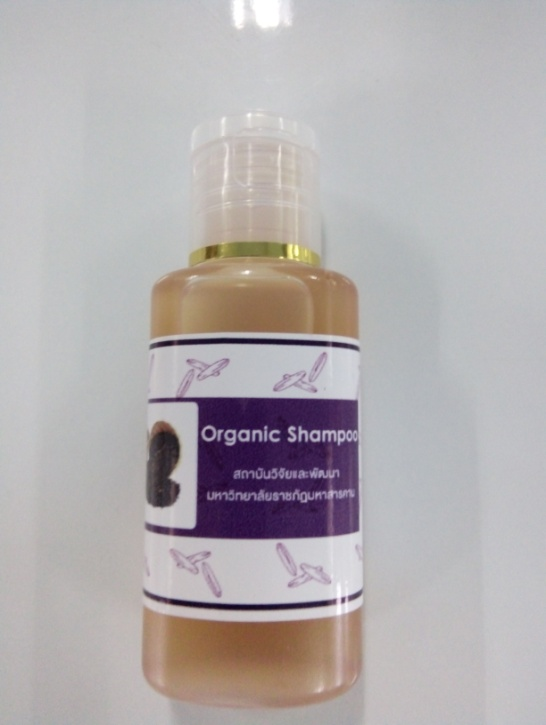 Organic Shampoo
สถาบันวิจัยและพัฒนา
มหาวิทยาลัยราชภัฏมหาสารคาม